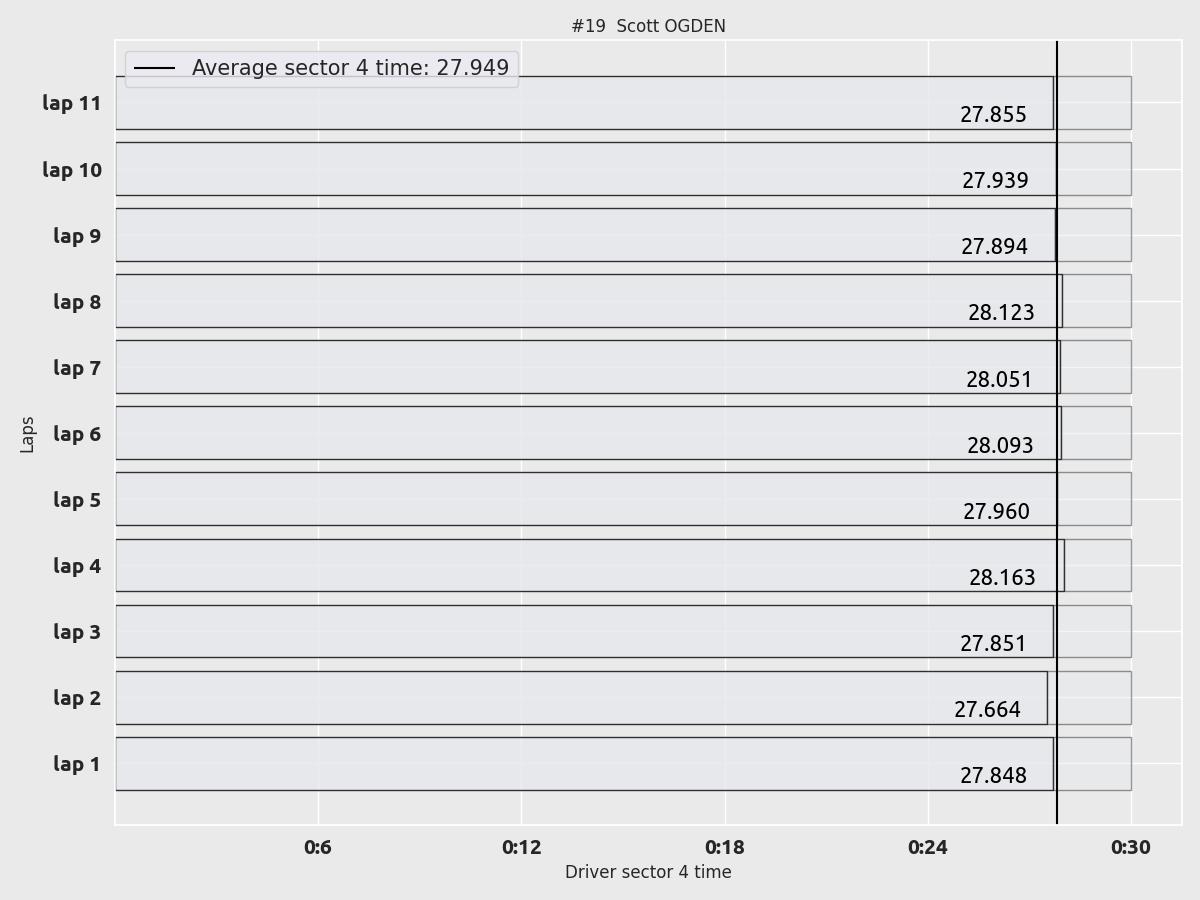 #19  Scott OGDEN
Average sector 4 time: 27.949
lap 11
27.855
lap 10
27.939
lap 9
27.894
lap 8
28.123
lap 7
28.051
lap 6
28.093
lap 5
27.960
lap 4
28.163
lap 3
27.851
lap 2
27.664
lap 1
27.848
Laps
0:6 0:12 0:18 0:24 0:30
Driver sector 4 time